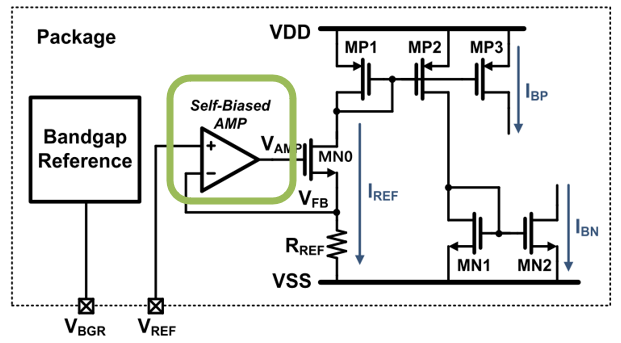 Package
VDD
MP1
MP2
MP3
Self-Biased
AMP
Bandgap
Reference
+
−
VAMP
MN0
IREF
IBP
VFB
IBN
RREF
MN1
MN2
VSS
VBGR
VREF